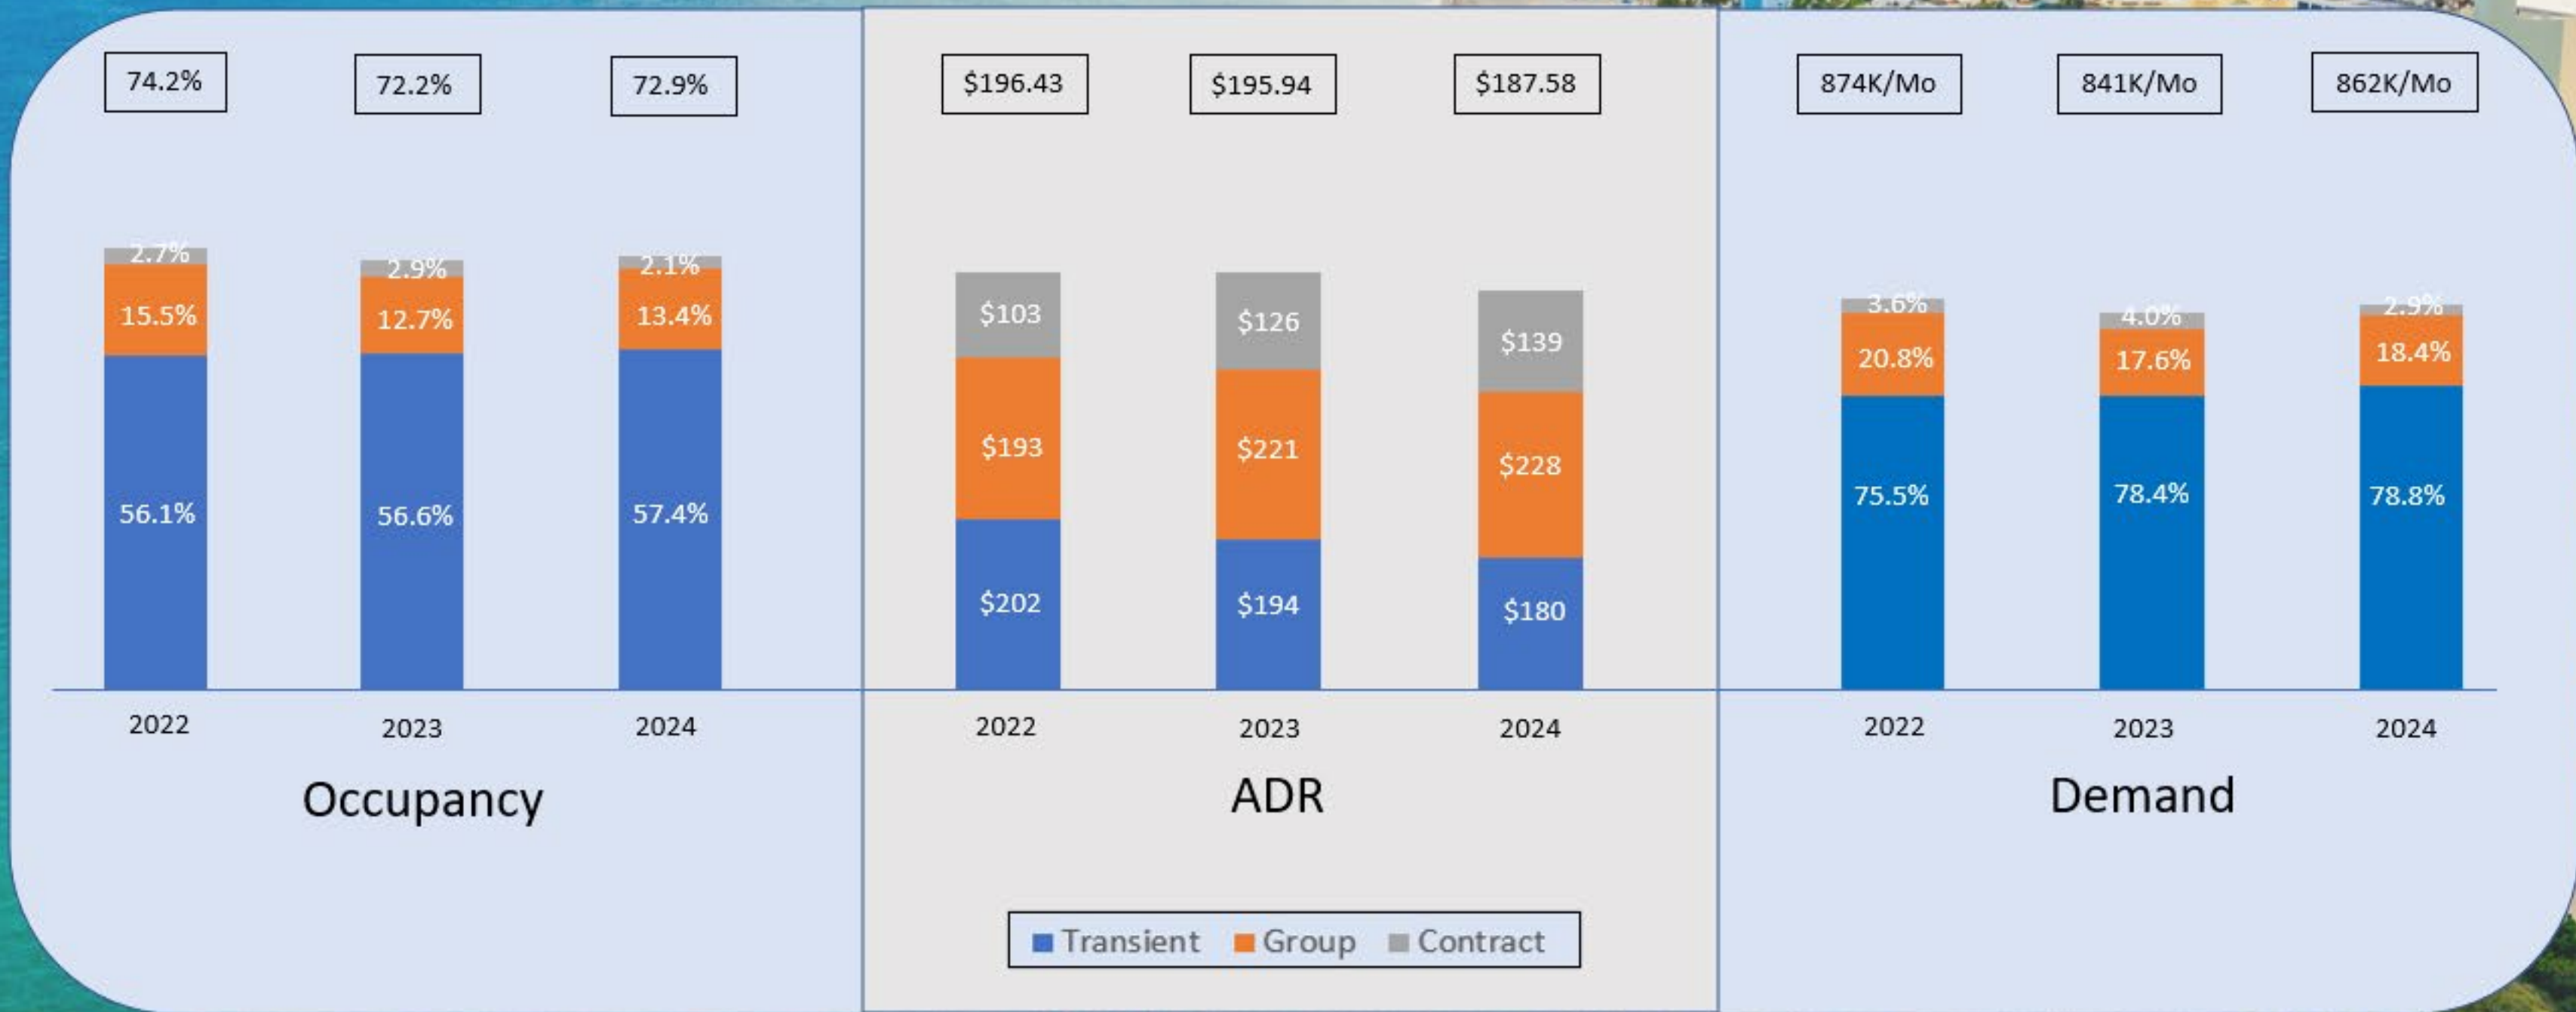 74.2% 72.2% 72.9% $196.43 $195.94 $187.58 874K/Mo 841K/Mo 862K/Mo
2.7% 2.9% 2.1% $103 $126 $139 3.6% 4.0% 2.9%
15.5% 12.7% 13.4% $193 $221 $228 20.8% 17.6% 18.4%
56.1% 56.6% 57.4% $202 $194 $180 75.5% 78.4% 78.8%
2022 2023 2024 2022 2023 2024 2022 2023 2024
Occupancy ADR Demand
Transient Group Contract